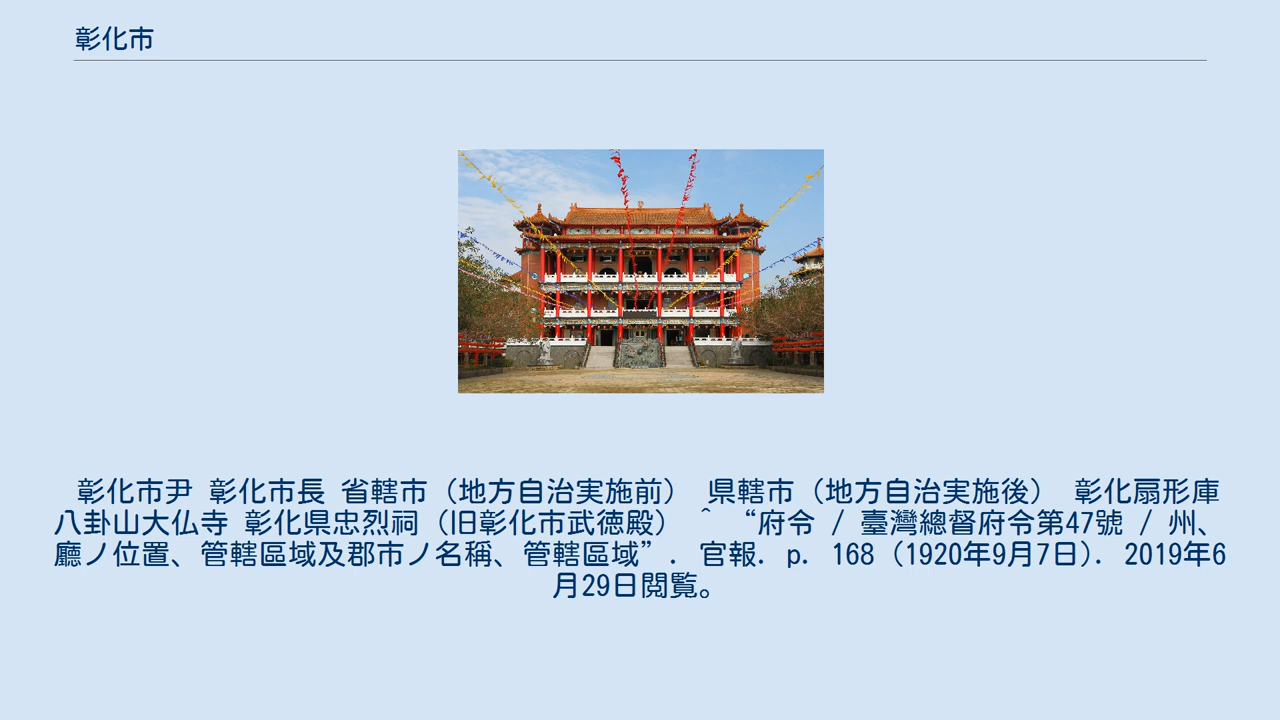 彰化市
彰化市尹 彰化市長 省轄市（地方自治実施前） 県轄市（地方自治実施後） 彰化扇形庫
八卦山大仏寺 彰化県忠烈祠（旧彰化市武徳殿） ^ “府令 / 臺灣總督府令第47號 / 州、
廳ノ位置、管轄區域及郡市ノ名稱、管轄區域”. 官報. p. 168 (1920年9月7日). 2019年6
月29日閲覧。